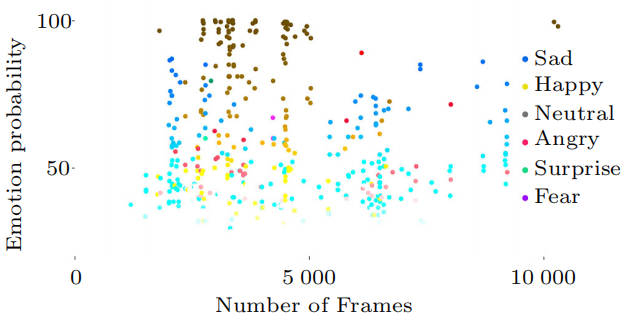 Emotion probability
100
50
0
5 000
10 000
Number of Frames
Sad
Happy
Neutral
Angry
Surprise
Fear